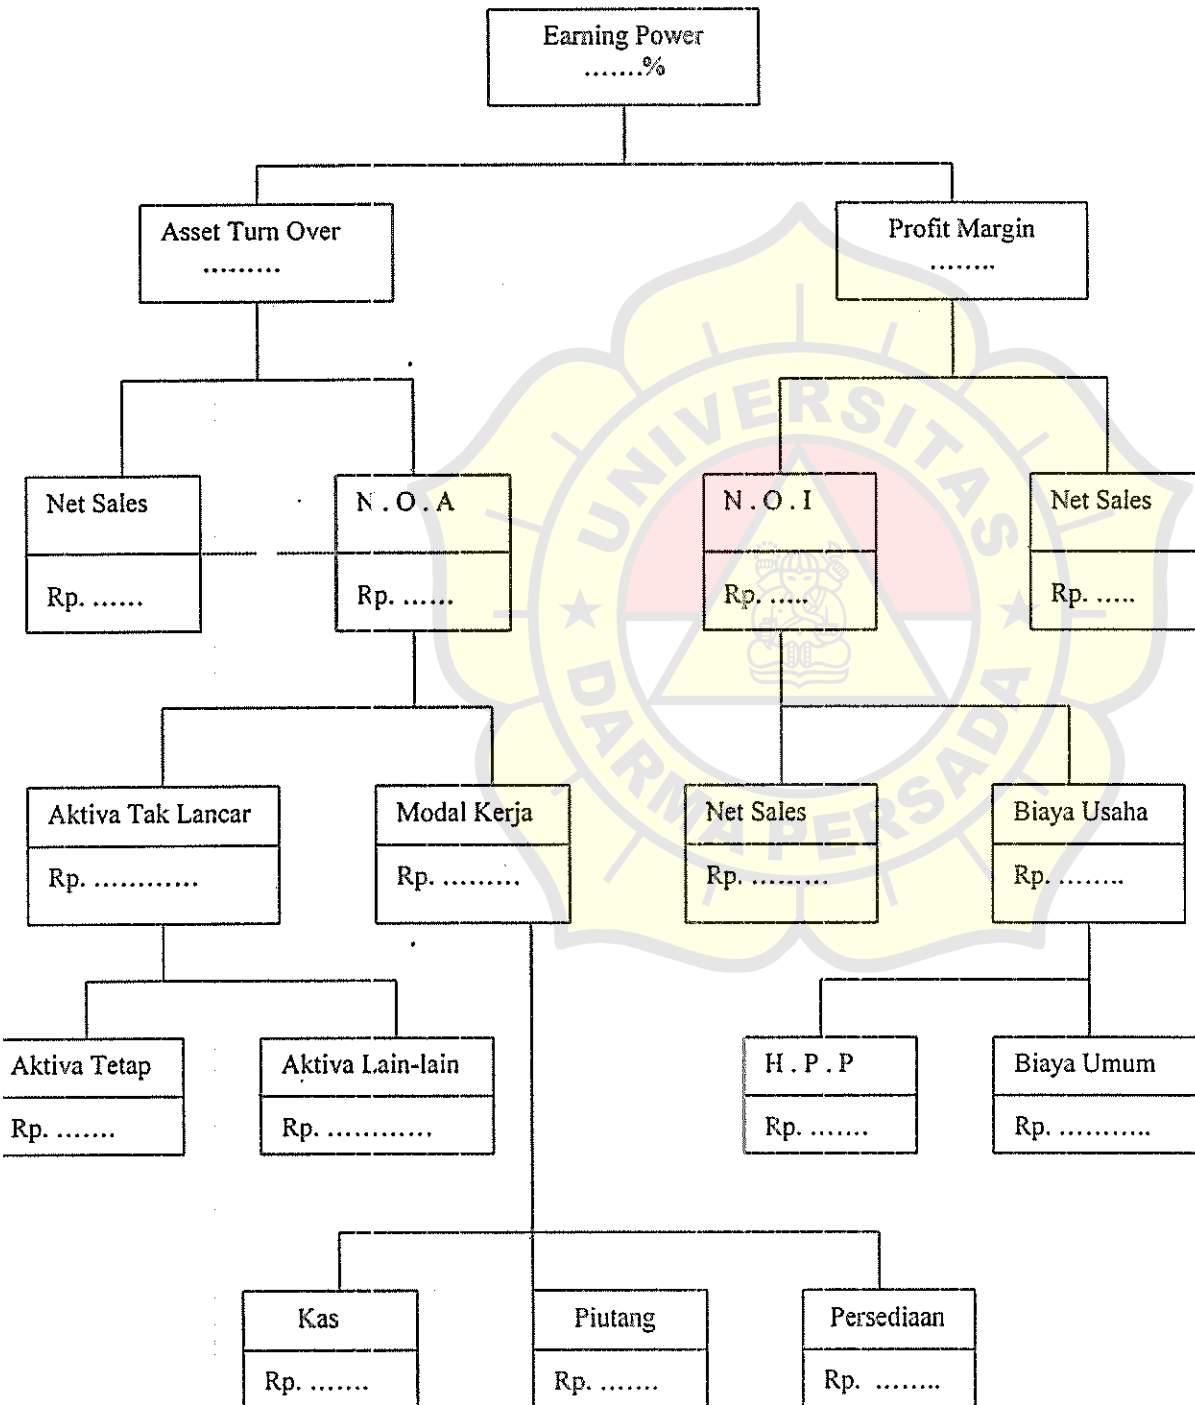 Earning Power
.......%
Asset Turn Over
.........
Profit Margin
........
Net Sales
Rp. ......
N . O . A
Rp. ......
N . O . I
Rp. .....
Net Sales
Rp. .....
Aktiva Tak Lancar
Rp. ............
Modal Kerja
Rp. .........
Net Sales
Rp. .........
Biaya Usaha
Rp. ........
Aktiva Tetap
Rp. .......
Aktiva Lain-lain
Rp. ............
H . P . P
Rp. .......
Biaya Umum
Rp. ...........
Kas
Rp. .......
Piutang
Rp. .......
Persediaan
Rp. ........
UNIVERSITAS
DARMA PERSADA